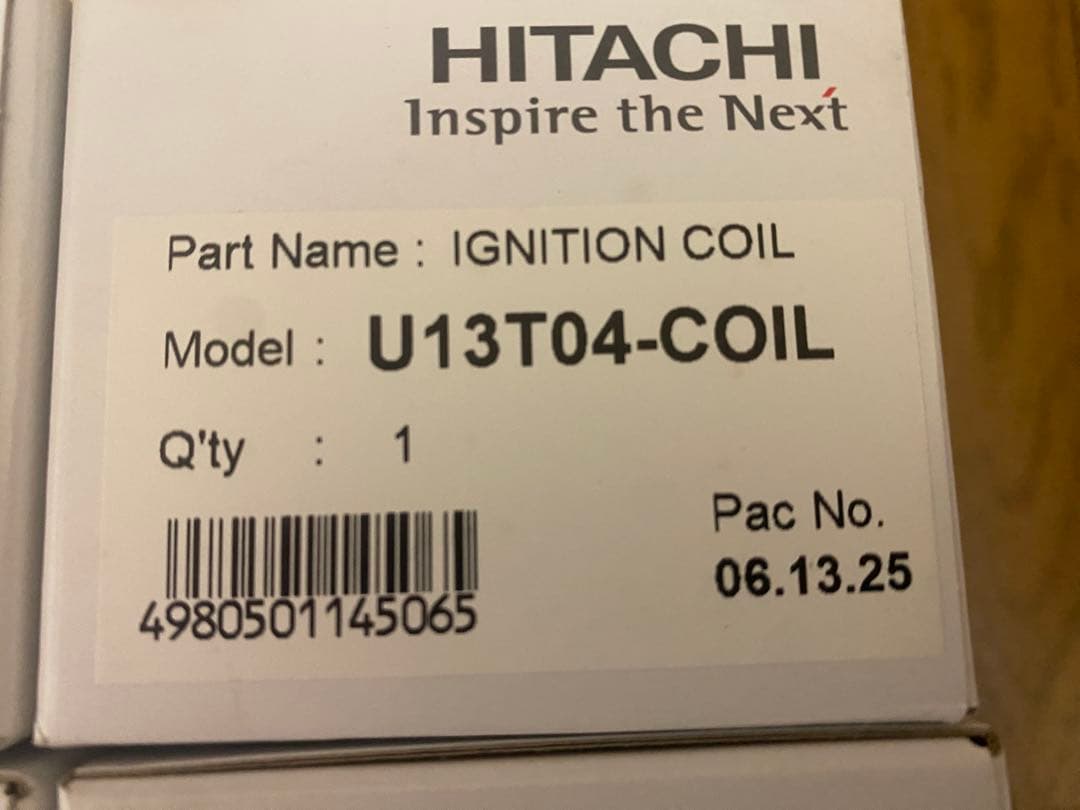 HITACHI
Inspire the Next
Part Name : IGNITION COIL
Model : U13T04-COIL
Q'ty : 1
Pac No.
06.13.25
4980501145065